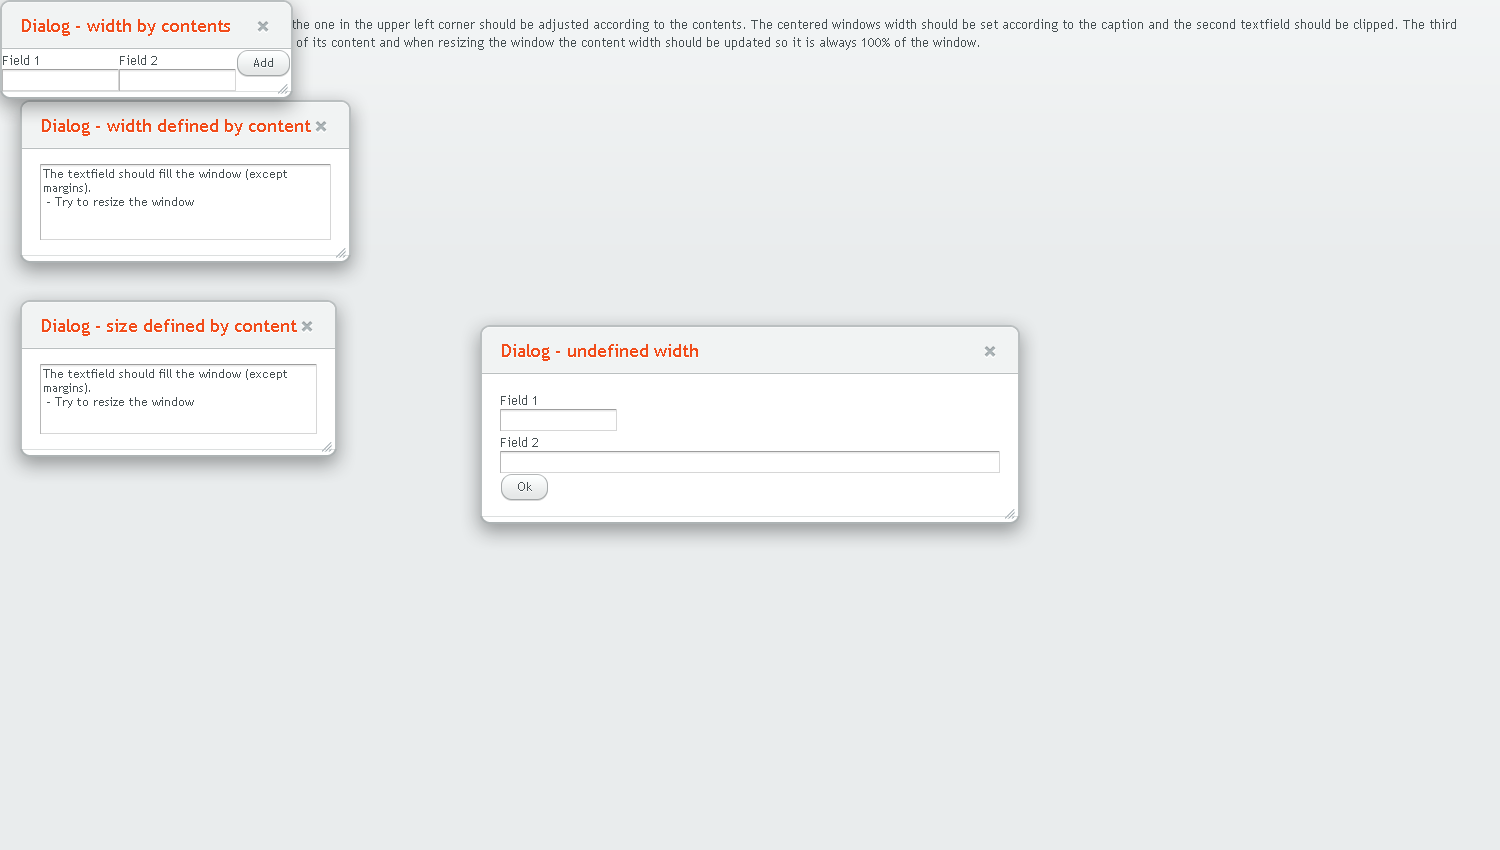 the one in the upper left corner should be adjusted according to the contents. The centered windows width should be set according to the caption and the second textfield should be clipped. The third
of its content and when resizing the window the content width should be updated so it is always 100% of the window.
Dialog - width by contents
Field 1 Field 2 Add
Dialog - width defined by content
The textfield should fill the window (except
margins).
- Try to resize the window
Dialog - size defined by content
The textfield should fill the window (except
margins).
- Try to resize the window
Dialog - undefined width
Field 1
Field 2
Ok